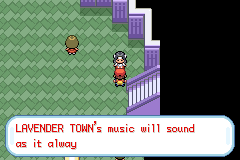 LAVENDER TOWN's music will sound
as it alway